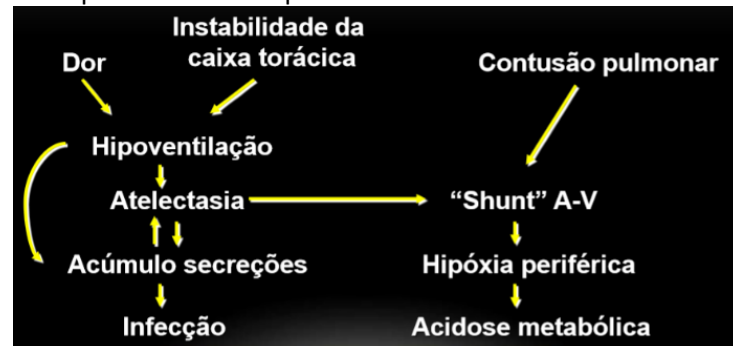 Instabilidade da
caixa torácica
Dor
Contusão pulmonar
Hipoventilação
Atelectasia
“Shunt” A-V
Acúmulo secreções
Hipóxia periférica
Infecção
Acidose metabólica